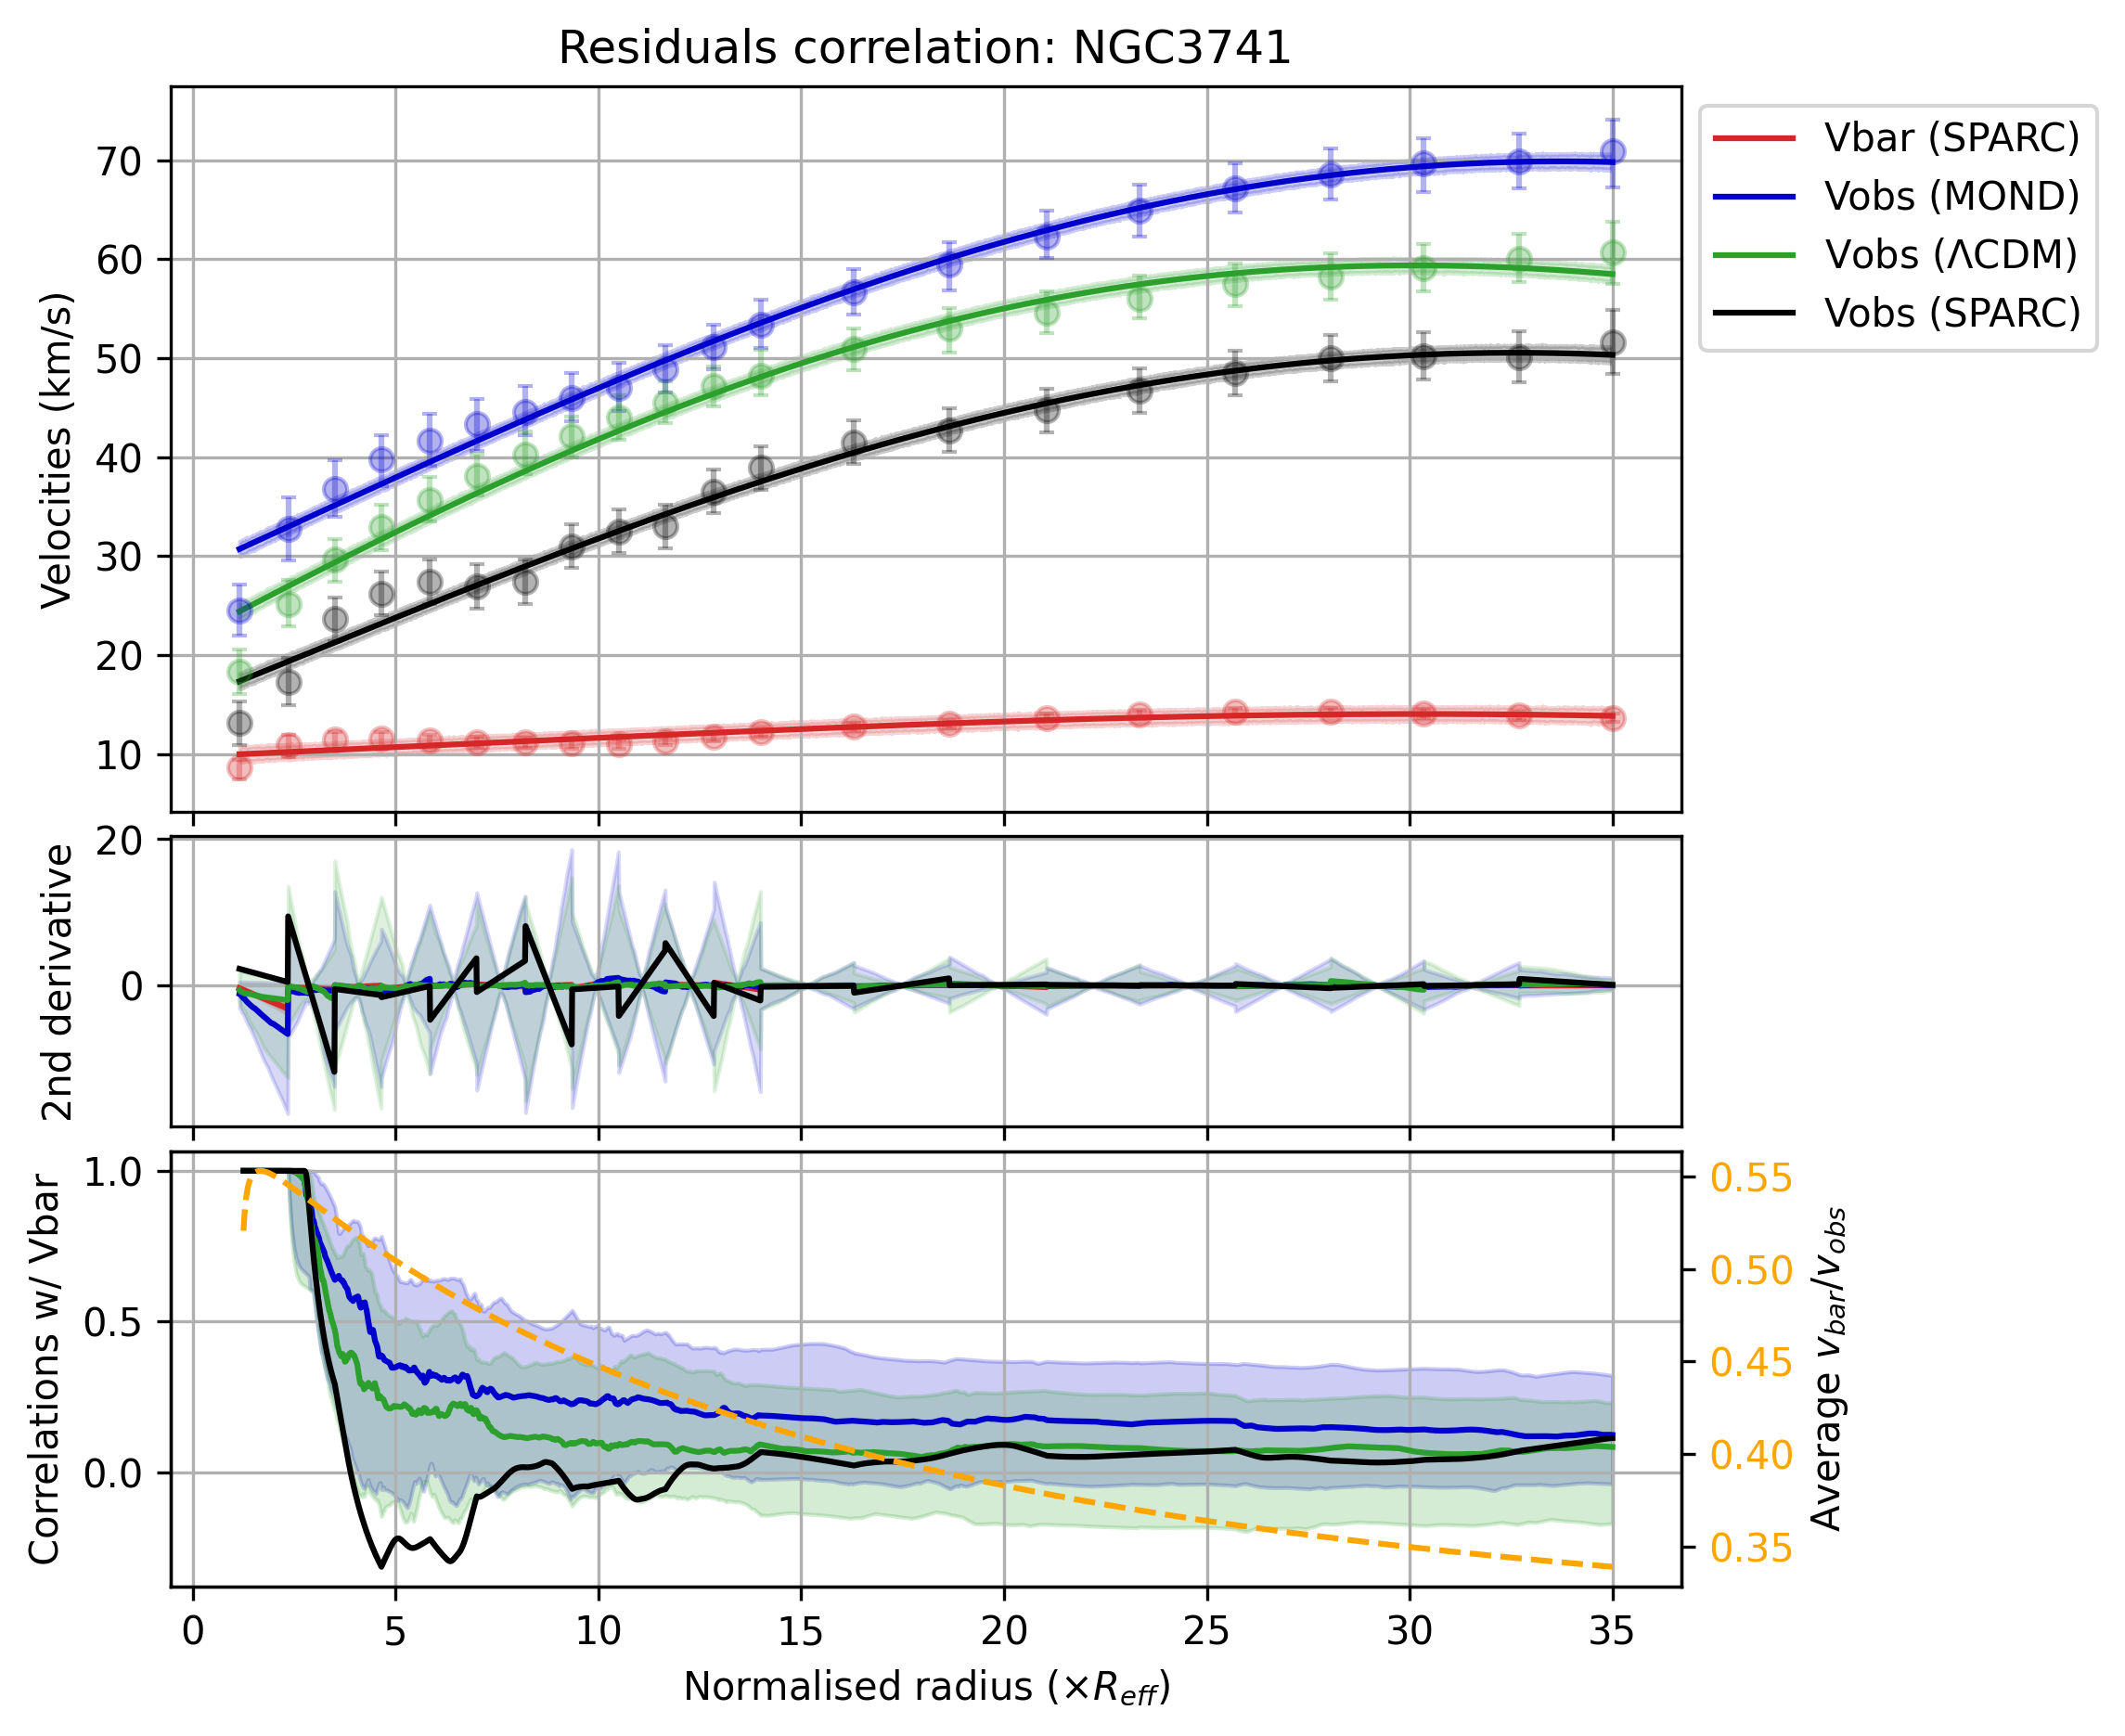 Residuals correlation: NGC3741
Velocities (km/s)
70
60
50
40
30
20
10
Vbar (SPARC)
Vobs (MOND)
Vobs (ΛCDM)
Vobs (SPARC)
2nd derivative
20
0
Correlations w/ Vbar
1.0
0.5
0.0
0.55
0.50
0.45
0.40
0.35
Average v_bar/v_obs
0 5 10 15 20 25 30 35
Normalised radius (×R_eff)